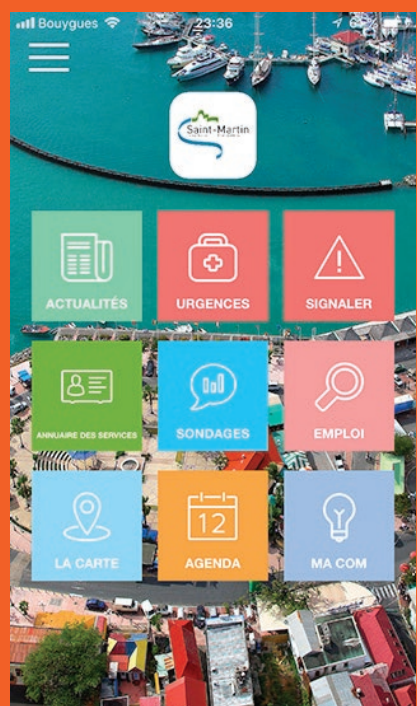 Bouygues 23:36
Saint-Martin
ACTUALITÉS URGENCES SIGNALER
ANNUAIRE DES SERVICES SONDAGES EMPLOI
12
LA CARTE AGENDA MA COM